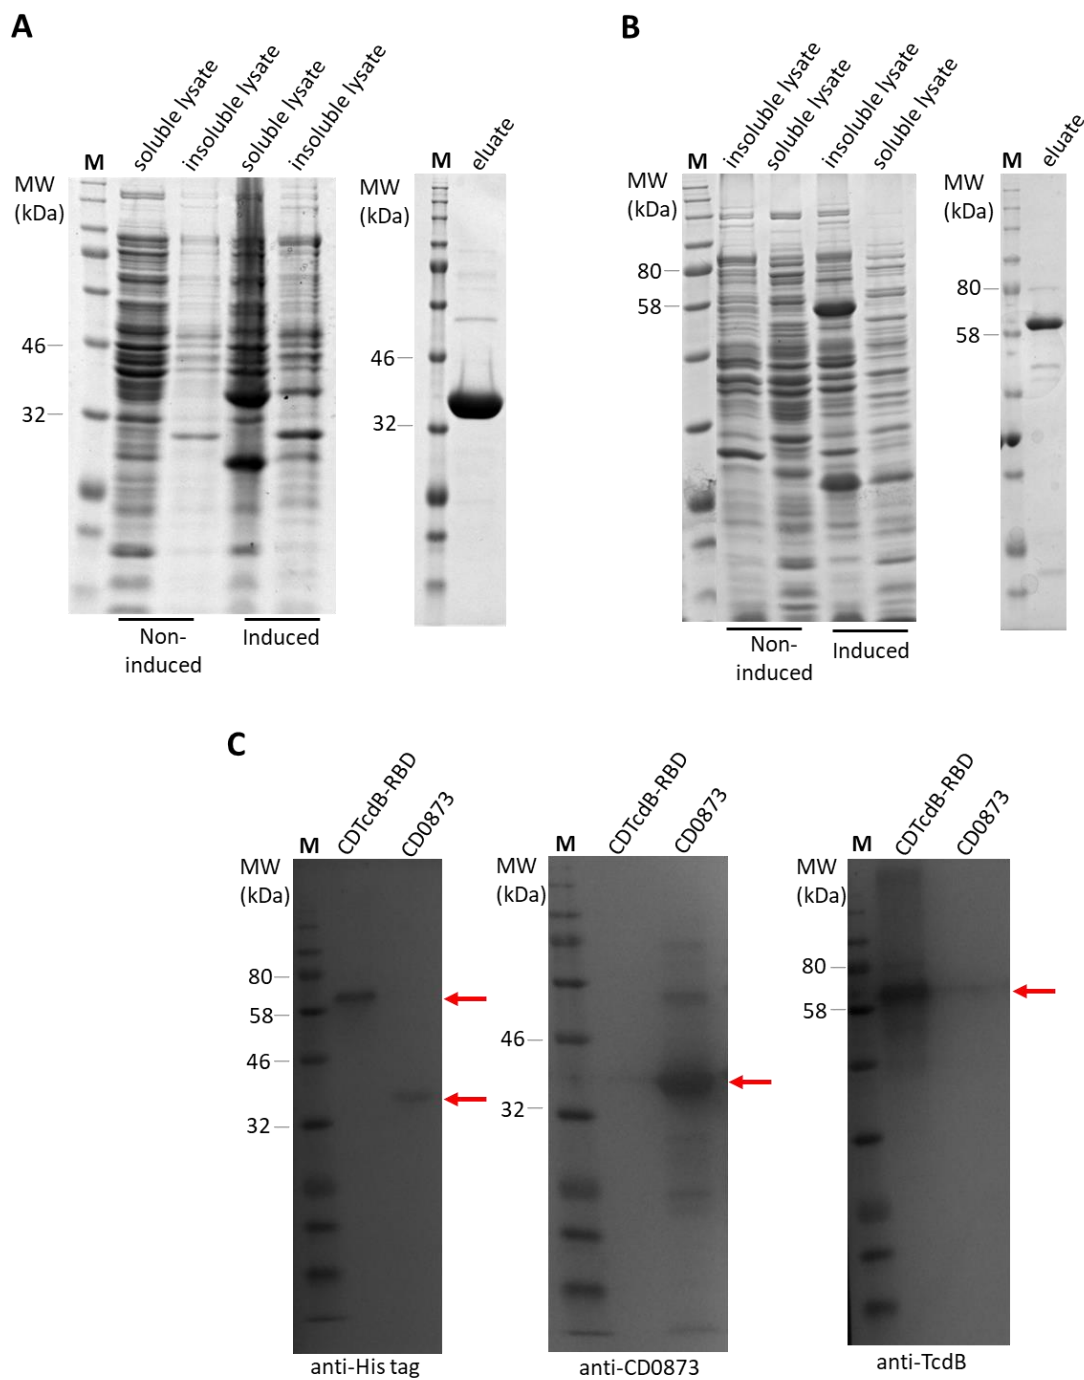 A
M
soluble lysate
insoluble lysate
soluble lysate
insoluble lysate
MW
(kDa)
46
32
Non-
induced
Induced
M
eluate
MW
(kDa)
46
32
B
M
insoluble lysate
soluble lysate
insoluble lysate
soluble lysate
MW
(kDa)
80
58
Non-
induced
Induced
M
eluate
MW
(kDa)
80
58
C
M
CDTcdB-RBD
CD0873
MW
(kDa)
80
58
46
32
anti-His tag
M
CDTcdB-RBD
CD0873
MW
(kDa)
46
32
anti-CD0873
M
CDTcdB-RBD
CD0873
MW
(kDa)
80
58
anti-TcdB